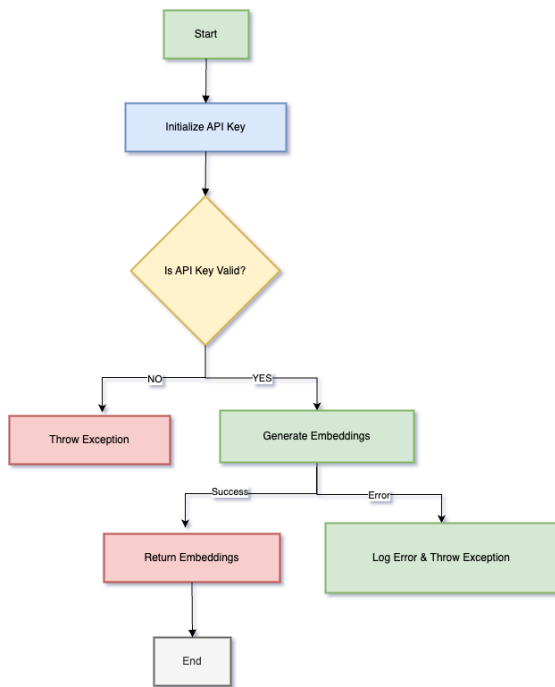 Start
Initialize API Key
Is API Key Valid?
NO
YES
Throw Exception
Generate Embeddings
Success
Error
Return Embeddings
Log Error & Throw Exception
End